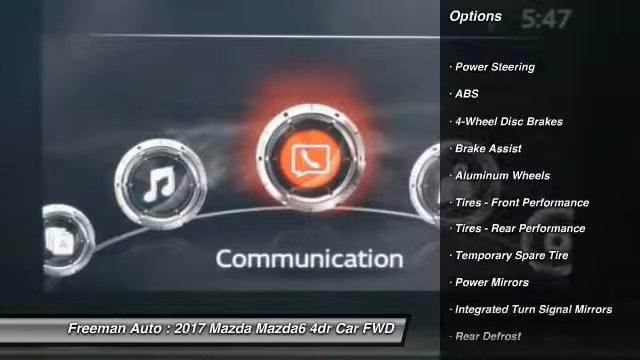 Options
5:47
· Power Steering
· ABS
· 4-Wheel Disc Brakes
· Brake Assist
· Aluminum Wheels
· Tires - Front Performance
· Tires - Rear Performance
· Temporary Spare Tire
· Power Mirrors
· Integrated Turn Signal Mirrors
· Rear Defrost
A
Communication
Freeman Auto : 2017 Mazda Mazda6 4dr Car FWD